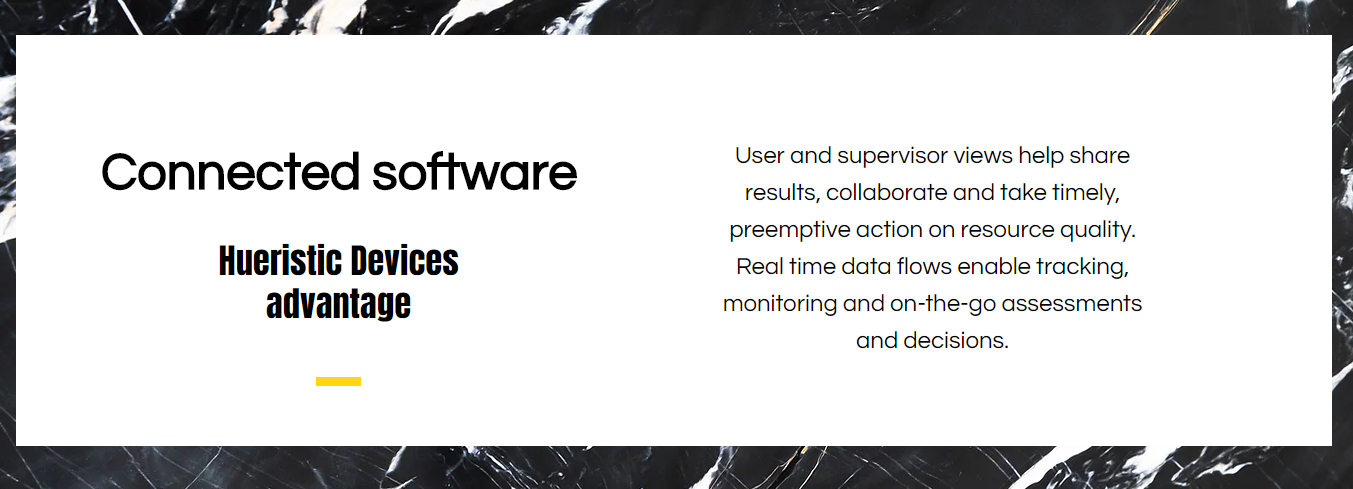 Connected software
Hueristic Devices
advantage
User and supervisor views help share
results, collaborate and take timely,
preemptive action on resource quality.
Real time data flows enable tracking,
monitoring and on-the-go assessments
and decisions.